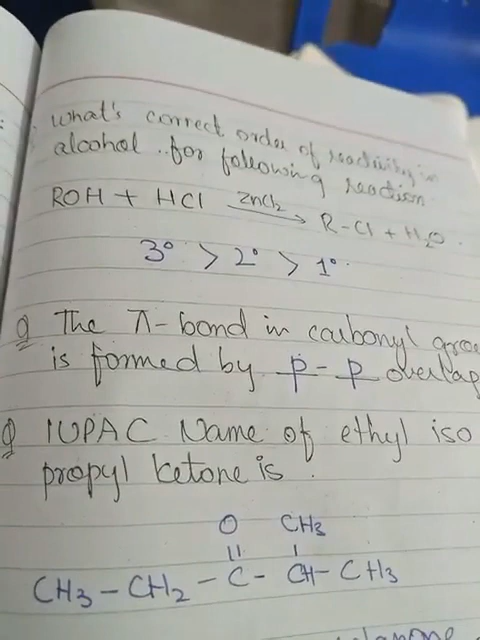 What's correct order of reactivity in
alcohol .. for following reaction
ROH + HCl ZnCl2 → R-Cl + H2O.
3° > 2° > 1°
Q The π-bond in carbonyl
is formed by p - p overlap
Q IUPAC Name of ethyl iso
propyl ketone is .
O CH3
|| |
CH3 - CH2 - C - CH - CH3